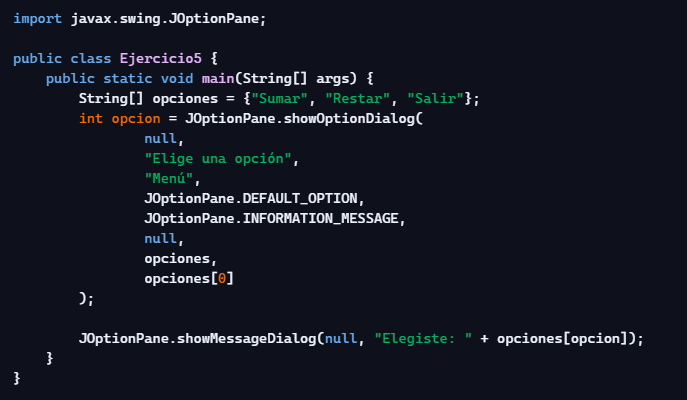 import javax.swing.JOptionPane;

public class Ejercicio5 {
    public static void main(String[] args) {
        String[] opciones = {"Sumar", "Restar", "Salir"};
        int opcion = JOptionPane.showOptionDialog(
                null,
                "Elige una opción",
                "Menú",
                JOptionPane.DEFAULT_OPTION,
                JOptionPane.INFORMATION_MESSAGE,
                null,
                opciones,
                opciones[0]
        );

        JOptionPane.showMessageDialog(null, "Elegiste: " + opciones[opcion]);
    }
}